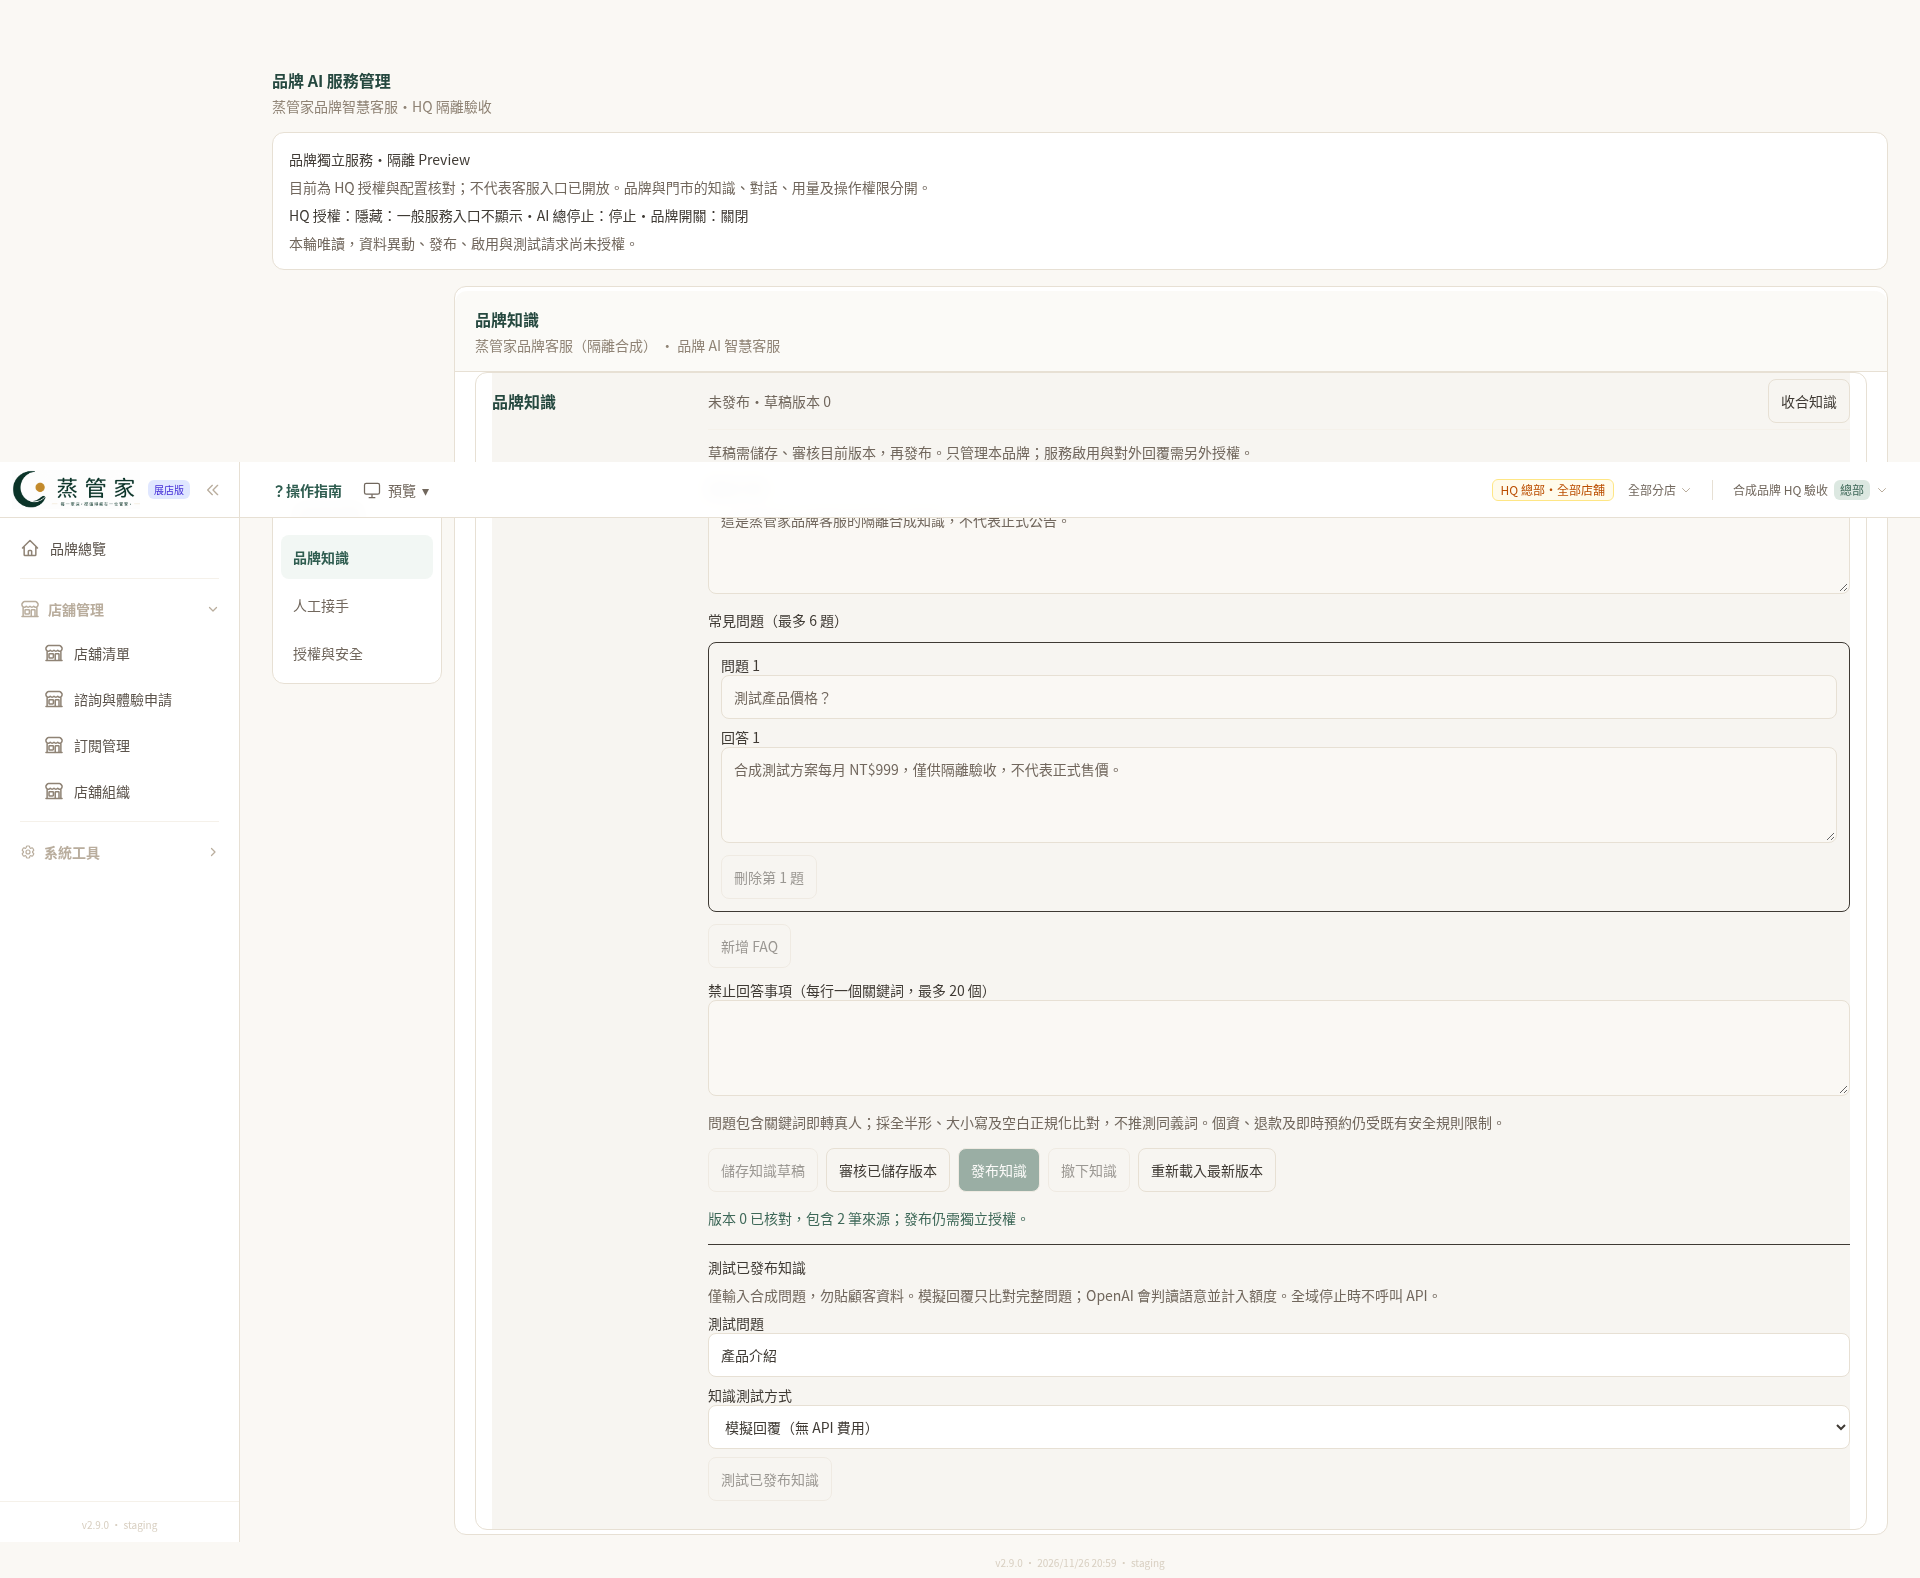 品牌 AI 服務管理
蒸管家品牌智慧客服・HQ 隔離驗收
品牌獨立服務・隔離 Preview
目前為 HQ 授權與配置核對；不代表客服入口已開放。品牌與門市的知識、對話、用量及操作權限分開。
HQ 授權：隱藏：一般服務入口不顯示・AI 總停止：停止・品牌開關：關閉
本輪唯讀，資料異動、發布、啟用與測試請求尚未授權。
品牌知識
蒸管家品牌客服（隔離合成） ・ 品牌 AI 智慧客服
品牌知識
未發布・草稿版本 0
收合知識
草稿需儲存、審核目前版本，再發布。只管理本品牌；服務啟用與對外回覆需另外授權。
蒸管家
展店版
？操作指南
預覽 ▾
HQ 總部・全部店舖
全部分店
合成品牌 HQ 驗收
總部
這是蒸管家品牌客服的隔離合成知識，不代表正式公告。
品牌總覽
店舖管理
店舖清單
諮詢與體驗申請
訂閱管理
店舖組織
系統工具
品牌知識
人工接手
授權與安全
常見問題（最多 6 題）
問題 1
測試產品價格？
回答 1
合成測試方案每月 NT$999，僅供隔離驗收，不代表正式售價。
刪除第 1 題
新增 FAQ
禁止回答事項（每行一個關鍵詞，最多 20 個）
問題包含關鍵詞即轉真人；採全半形、大小寫及空白正規化比對，不推測同義詞。個資、退款及即時預約仍受既有安全規則限制。
儲存知識草稿
審核已儲存版本
發布知識
撤下知識
重新載入最新版本
版本 0 已核對，包含 2 筆來源；發布仍需獨立授權。
測試已發布知識
僅輸入合成問題，勿貼顧客資料。模擬回覆只比對完整問題；OpenAI 會判讀語意並計入額度。全域停止時不呼叫 API。
測試問題
產品介紹
知識測試方式
模擬回覆（無 API 費用）
測試已發布知識
v2.9.0 ・ staging
v2.9.0 ・ 2026/11/26 20:59 ・ staging